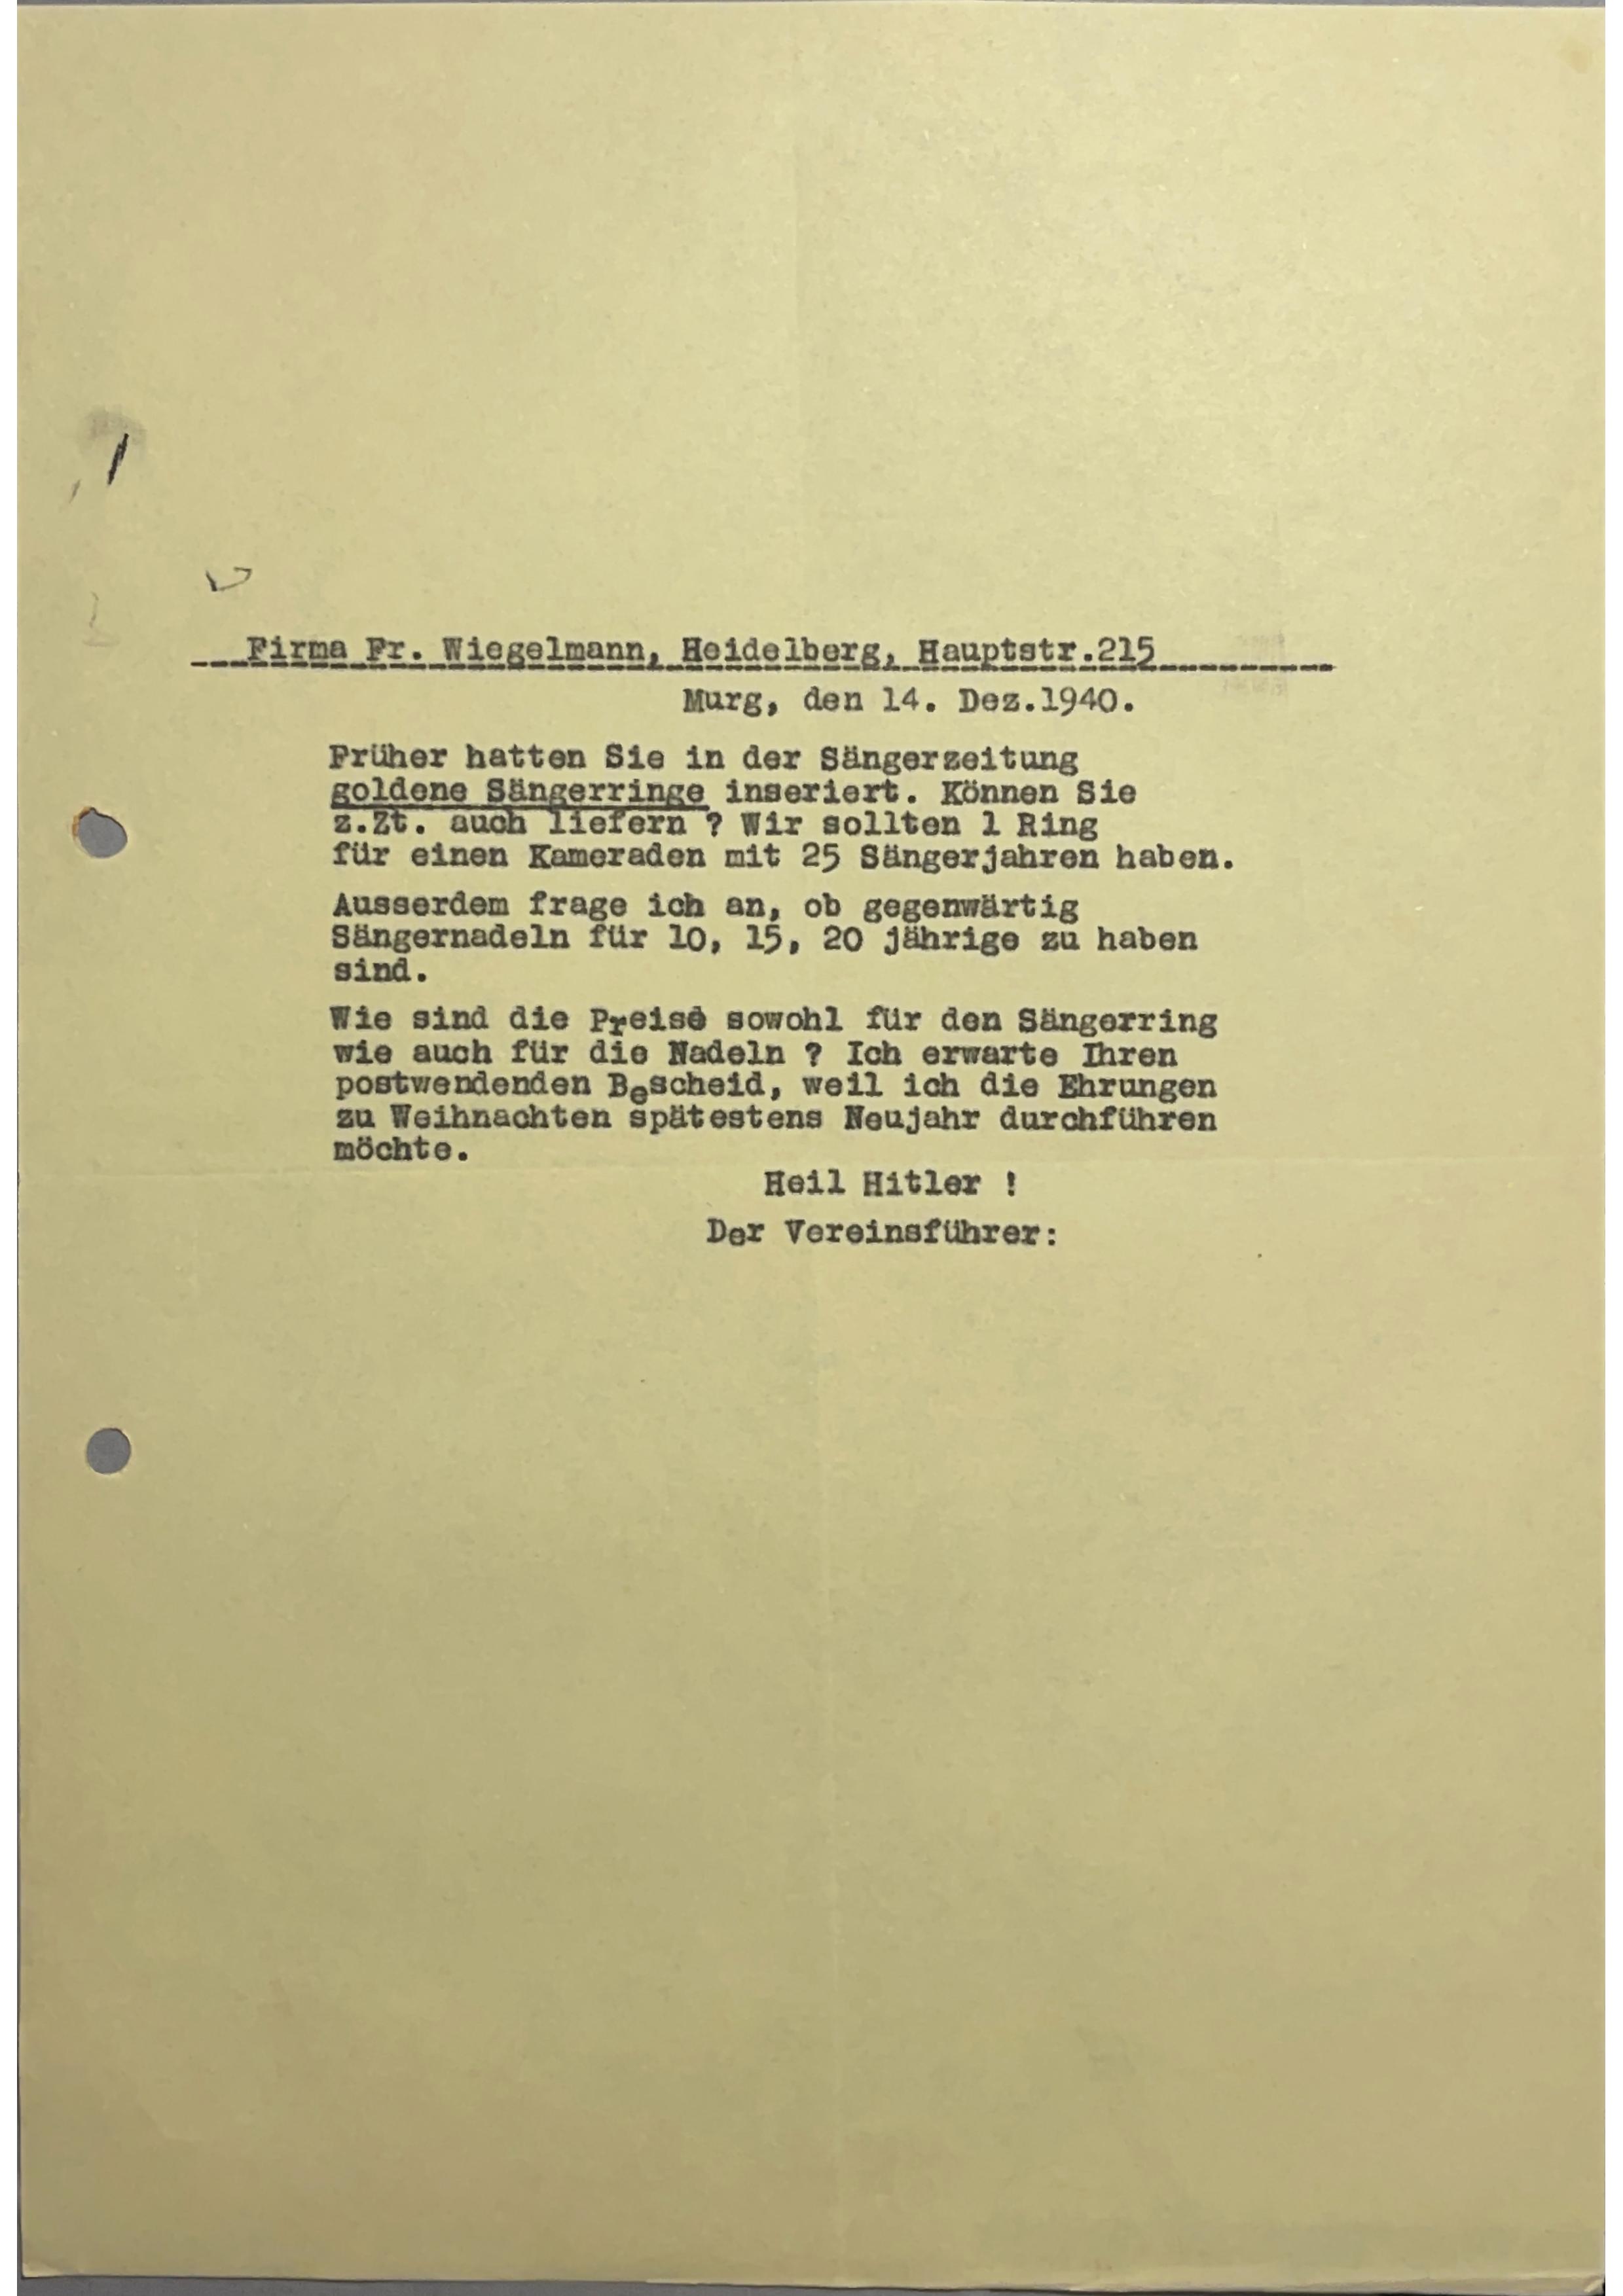 Firma Fr. Wiegelmann, Heidelberg, Hauptstr.215
Murg, den 14. Dez.1940.
Früher hatten Sie in der Sängerzeitung
goldene Sängerringe inseriert. Können Sie
z.Zt. auch liefern ? Wir sollten 1 Ring
für einen Kameraden mit 25 Sängerjahren haben.
Ausserdem frage ich an, ob gegenwärtig
Sängernadeln für 10, 15, 20 jährige zu haben
sind.
Wie sind die Preise sowohl für den Sängerring
wie auch für die Nadeln ? Ich erwarte Ihren
postwendenden Bescheid, weil ich die Ehrungen
zu Weihnachten spätestens Neujahr durchführen
möchte.
Heil Hitler !
Der Vereinsführer: